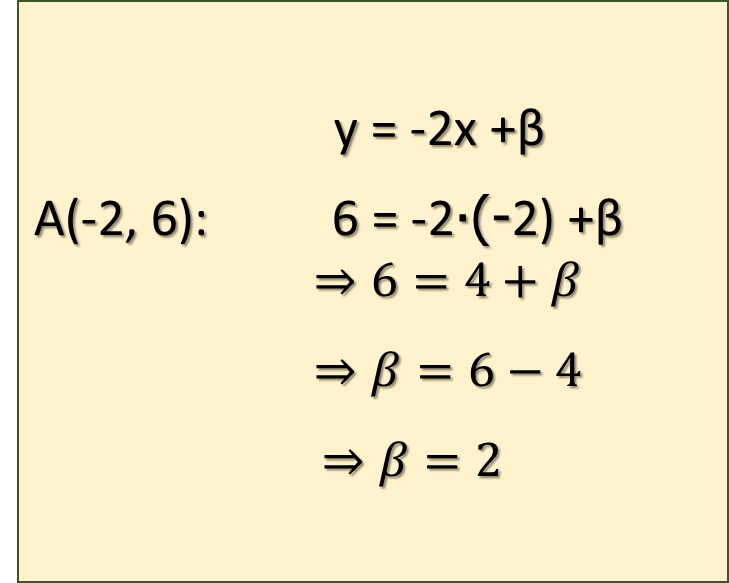 y = -2x +β
A(-2, 6): 6 = -2·(-2) +β
⇒ 6 = 4 + β
⇒ β = 6 − 4
⇒ β = 2